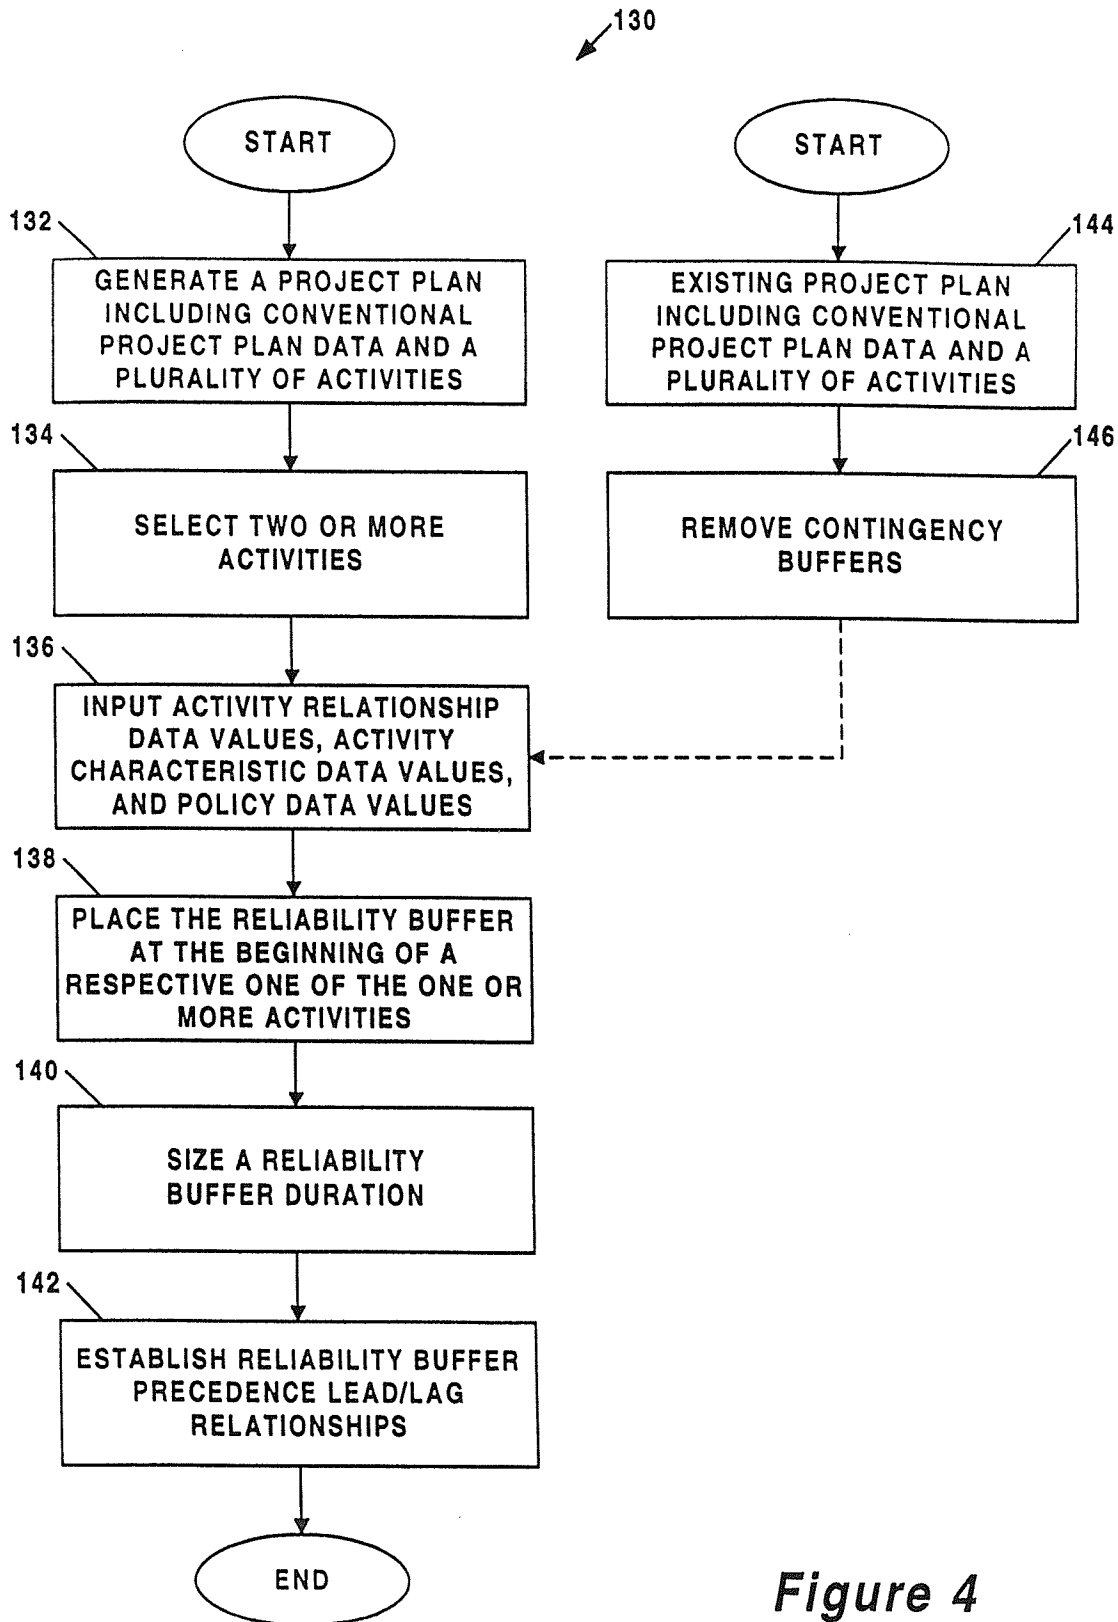 130
START
132
GENERATE A PROJECT PLAN
INCLUDING CONVENTIONAL
PROJECT PLAN DATA AND A
PLURALITY OF ACTIVITIES
134
SELECT TWO OR MORE
ACTIVITIES
136
INPUT ACTIVITY RELATIONSHIP
DATA VALUES, ACTIVITY
CHARACTERISTIC DATA VALUES,
AND POLICY DATA VALUES
138
PLACE THE RELIABILITY BUFFER
AT THE BEGINNING OF A
RESPECTIVE ONE OF THE ONE OR
MORE ACTIVITIES
140
SIZE A RELIABILITY
BUFFER DURATION
142
ESTABLISH RELIABILITY BUFFER
PRECEDENCE LEAD/LAG
RELATIONSHIPS
END
START
144
EXISTING PROJECT PLAN
INCLUDING CONVENTIONAL
PROJECT PLAN DATA AND A
PLURALITY OF ACTIVITIES
146
REMOVE CONTINGENCY
BUFFERS
Figure 4